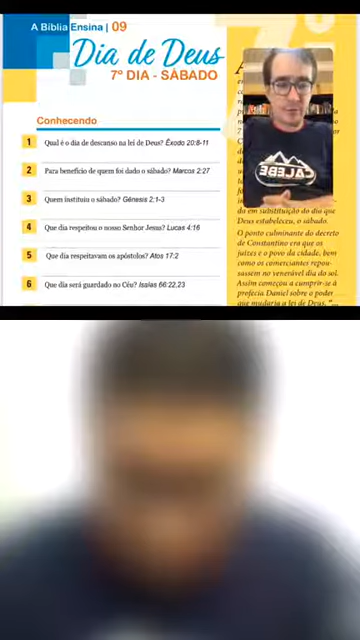 A Bíblia Ensina | 09
Dia de Deus
7º DIA - SÁBADO
Conhecendo
1 Qual é o dia de descanso na lei de Deus? Êxodo 20:8-11
2 Para benefício de quem foi dado o sábado? Marcos 2:27
3 Quem instituiu o sábado? Gênesis 2:1-3
4 Que dia respeitou o nosso Senhor Jesus? Lucas 4:16
5 Que dia respeitavam os apóstolos? Atos 17:2
6 Que dia será guardado no Céu? Isaías 66:22,23
CALEBE
do em substituição do dia que
Deus estabeleceu, o sábado.
O ponto culminante do decreto
de Constantino era que os
juízes e o povo da cidade, bem
como os comerciantes repou-
sassem no venerável dia do sol.
Assim começou a cumprir-se a
profecia Daniel sobre o poder
que mudaria a lei de Deus. "...